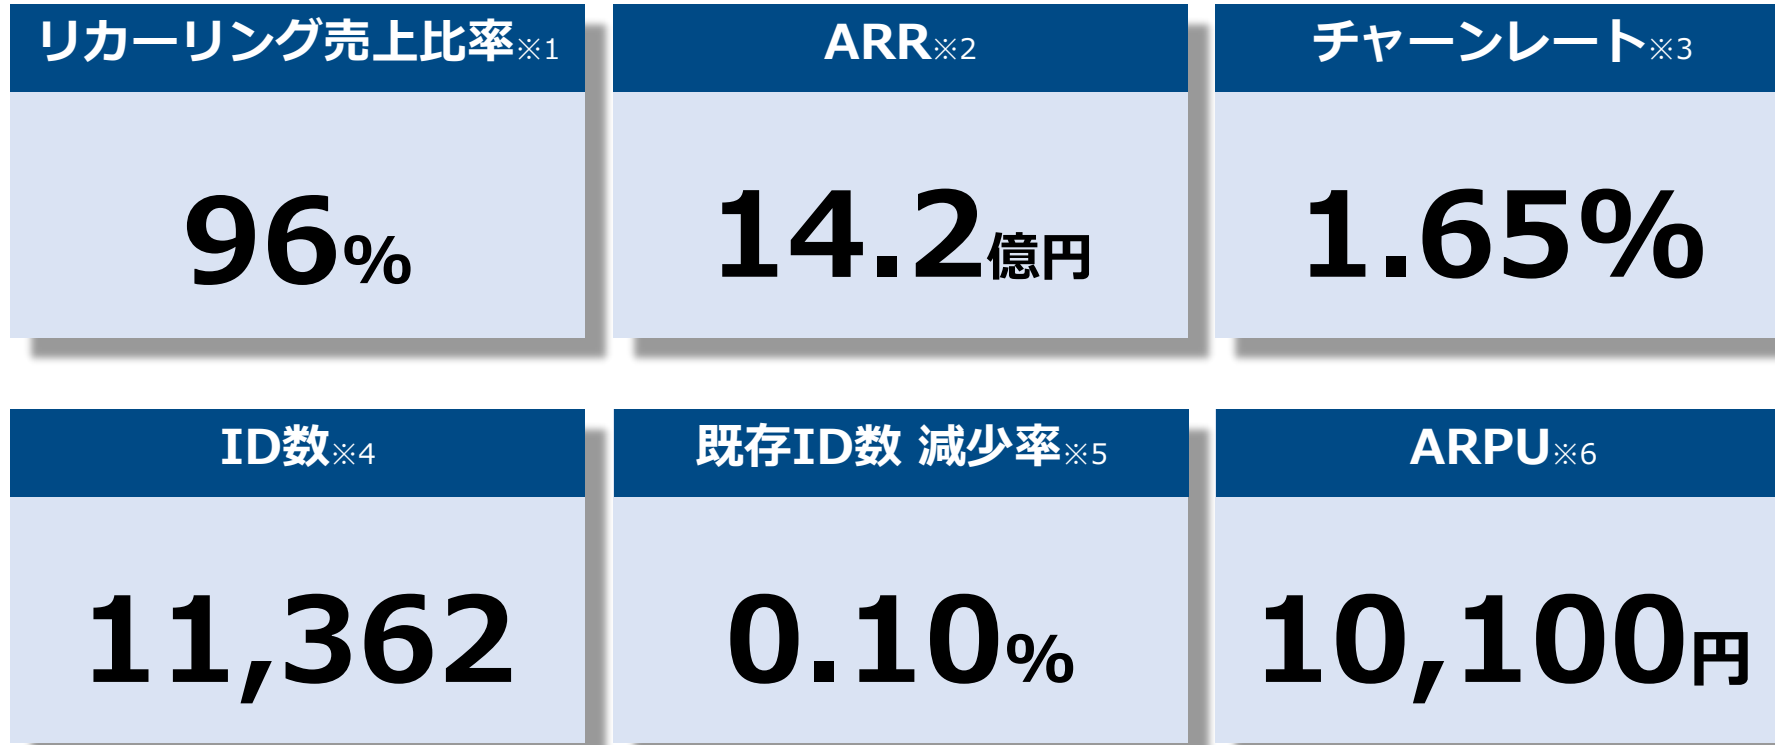 リカーリング売上比率※1
96%
ARR※2
14.2億円
チャーンレート※3
1.65%
ID数※4
11,362
既存ID数 減少率※5
0.10%
ARPU※6
10,100円